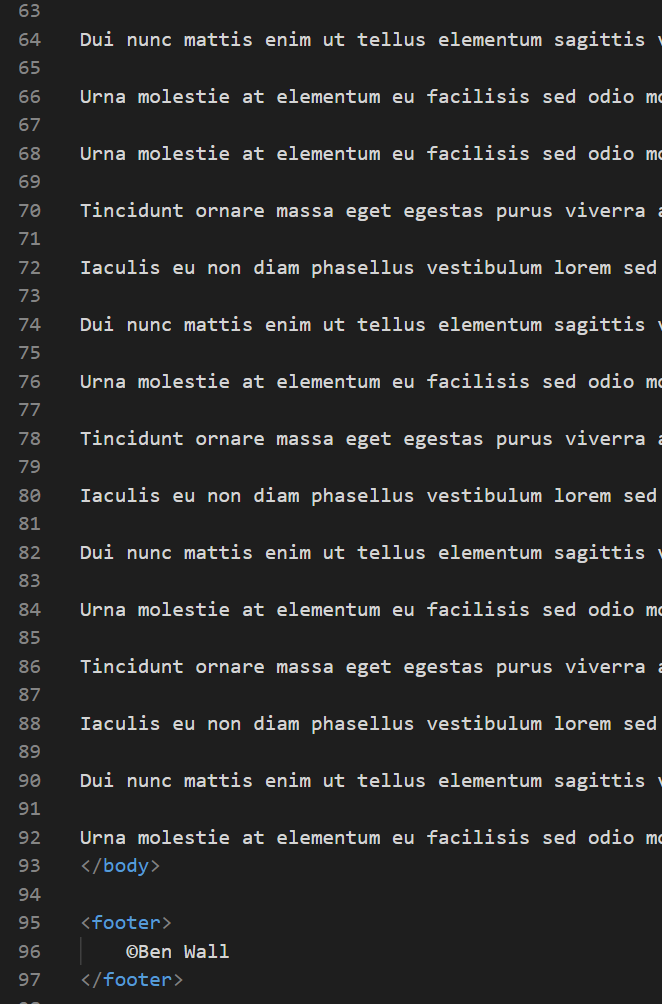 63
64 Dui nunc mattis enim ut tellus elementum sagittis
65
66 Urna molestie at elementum eu facilisis sed odio
67
68 Urna molestie at elementum eu facilisis sed odio
69
70 Tincidunt ornare massa eget egestas purus viverra
71
72 Iaculis eu non diam phasellus vestibulum lorem sed
73
74 Dui nunc mattis enim ut tellus elementum sagittis
75
76 Urna molestie at elementum eu facilisis sed odio
77
78 Tincidunt ornare massa eget egestas purus viverra
79
80 Iaculis eu non diam phasellus vestibulum lorem sed
81
82 Dui nunc mattis enim ut tellus elementum sagittis
83
84 Urna molestie at elementum eu facilisis sed odio
85
86 Tincidunt ornare massa eget egestas purus viverra
87
88 Iaculis eu non diam phasellus vestibulum lorem sed
89
90 Dui nunc mattis enim ut tellus elementum sagittis
91
92 Urna molestie at elementum eu facilisis sed odio
93 </body>
94
95 <footer>
96 ©Ben Wall
97 </footer>